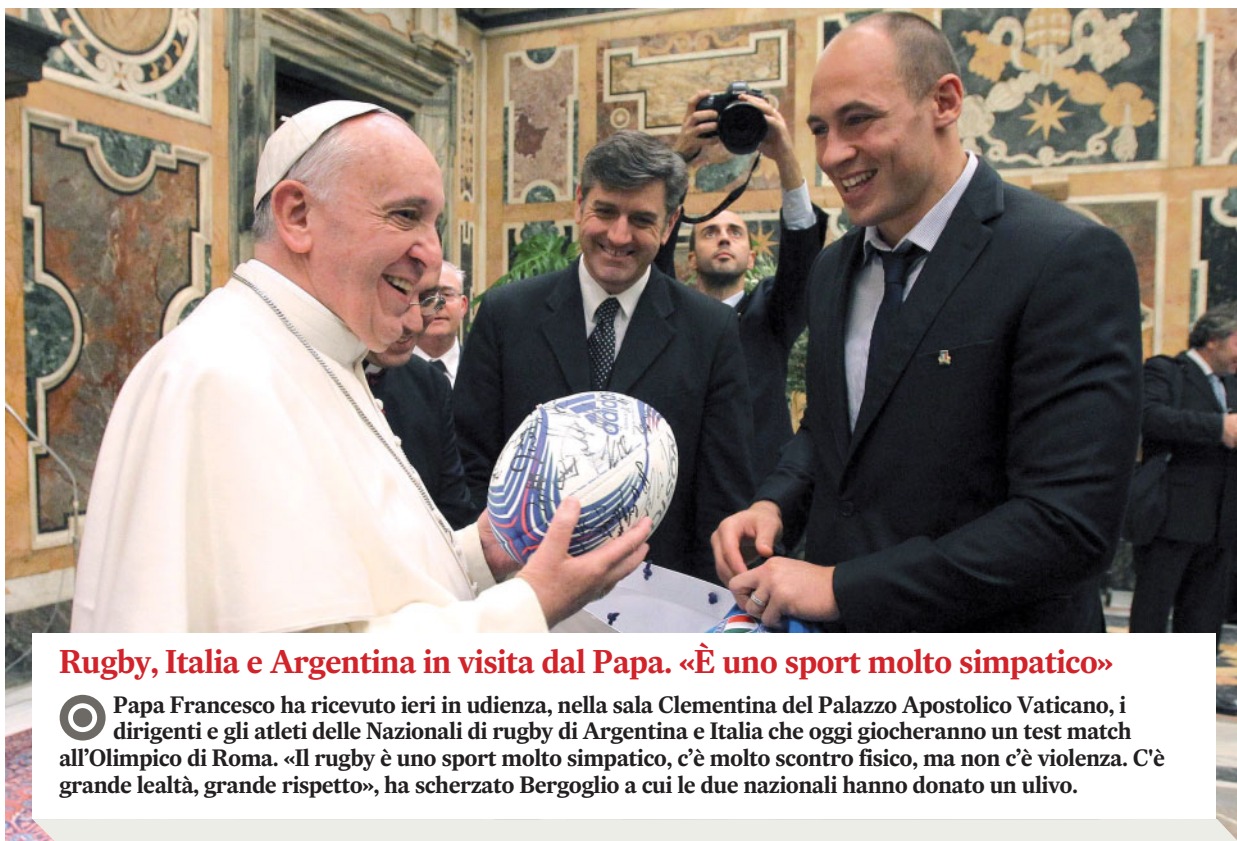 adidas
Rugby, Italia e Argentina in visita dal Papa. «È uno sport molto simpatico»
Papa Francesco ha ricevuto ieri in udienza, nella sala Clementina del Palazzo Apostolico Vaticano, i
dirigenti e gli atleti delle Nazionali di rugby di Argentina e Italia che oggi giocheranno un test match
all’Olimpico di Roma. «Il rugby è uno sport molto simpatico, c’è molto scontro fisico, ma non c’è violenza. C'è
grande lealtà, grande rispetto», ha scherzato Bergoglio a cui le due nazionali hanno donato un ulivo.